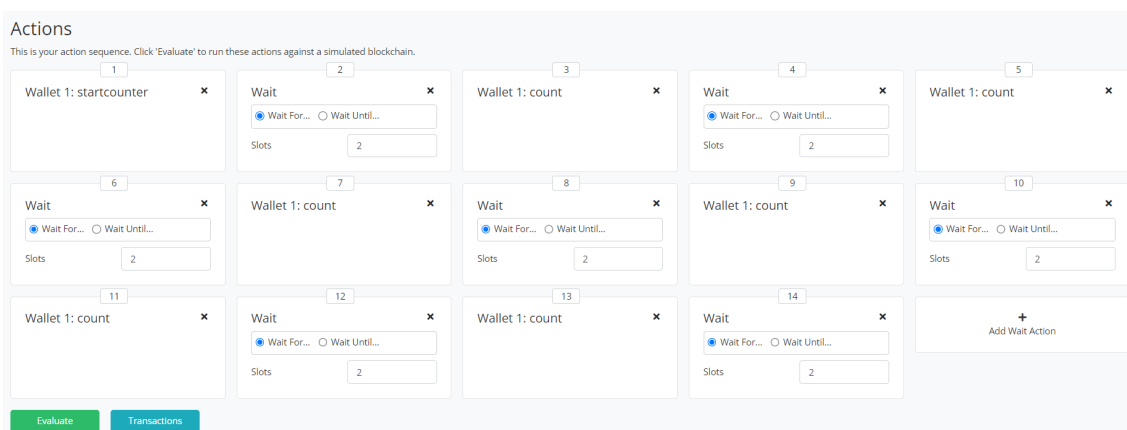 Actions
This is your action sequence. Click 'Evaluate' to run these actions against a simulated blockchain.
1
Wallet 1: startcounter ×
2
Wait ×
Wait For... Wait Until...
Slots 2
3
Wallet 1: count ×
4
Wait ×
Wait For... Wait Until...
Slots 2
5
Wallet 1: count ×
6
Wait ×
Wait For... Wait Until...
Slots 2
7
Wallet 1: count ×
8
Wait ×
Wait For... Wait Until...
Slots 2
9
Wallet 1: count ×
10
Wait ×
Wait For... Wait Until...
Slots 2
11
Wallet 1: count ×
12
Wait ×
Wait For... Wait Until...
Slots 2
13
Wallet 1: count ×
14
Wait ×
Wait For... Wait Until...
Slots 2
+
Add Wait Action
Evaluate Transactions